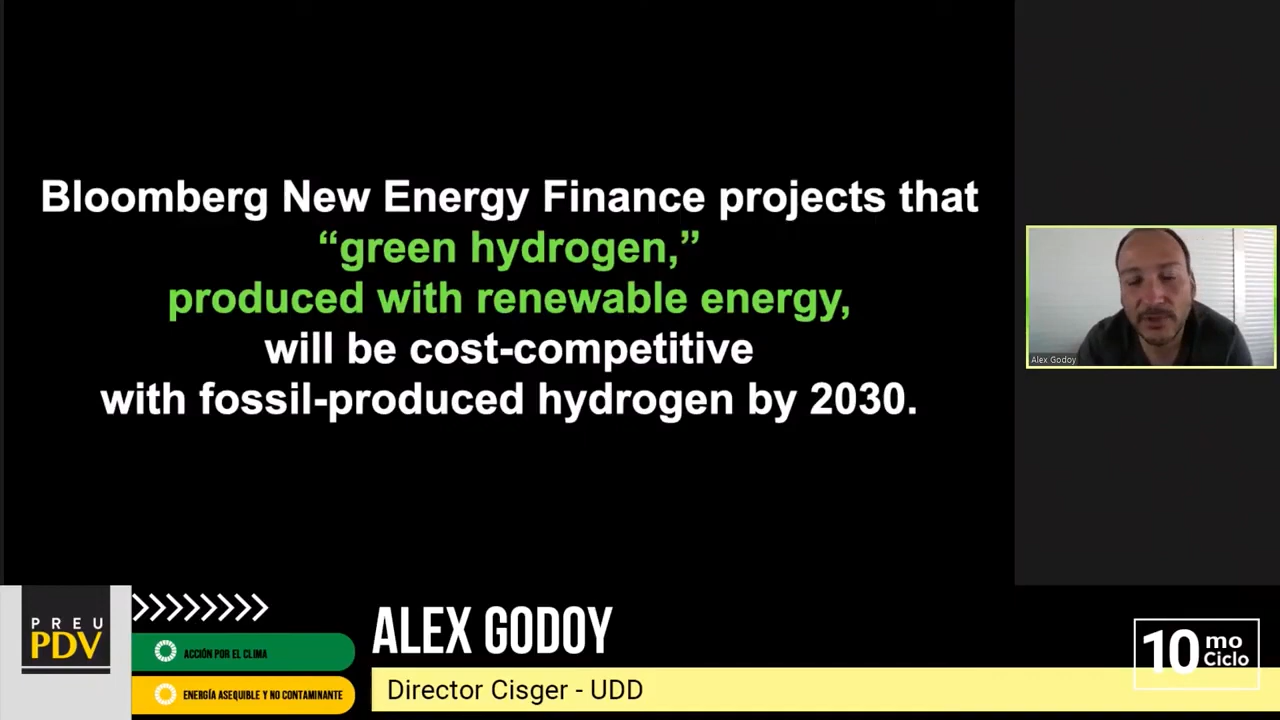 Bloomberg New Energy Finance projects that
“green hydrogen,”
produced with renewable energy,
will be cost-competitive
with fossil-produced hydrogen by 2030.
Alex Godoy
PREU
PDV
ACCIÓN POR EL CLIMA
ENERGÍA ASEQUIBLE Y NO CONTAMINANTE
ALEX GODOY
Director Cisger - UDD
10 mo
Ciclo